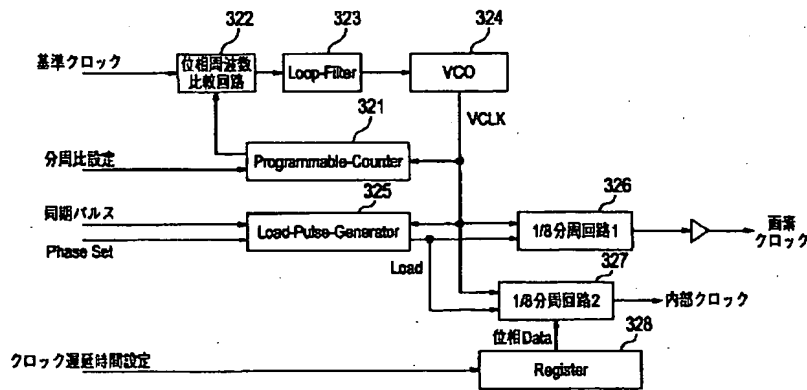 322
323
324
基準クロック
位相周波数
比較回路
Loop-Filter
VCO
321
VCLK
分周比設定
Programmable-Counter
325
326
同期パルス
Load-Pulse-Generator
1/8分周回路1
画素
クロック
Phase Set
Load
327
1/8分周回路2
内部クロック
位相Data
328
クロック遅延時間設定
Register